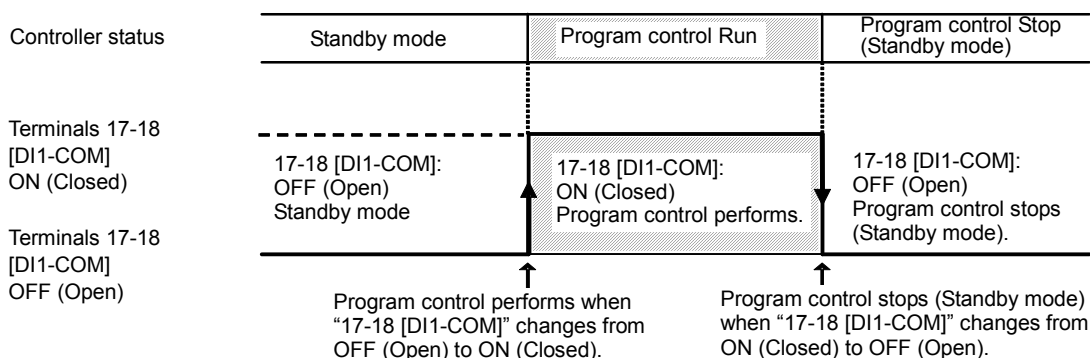 Controller status
Standby mode
Program control Run
Program control Stop
(Standby mode)
Terminals 17-18
[DI1-COM]
ON (Closed)
17-18 [DI1-COM]:
OFF (Open)
Standby mode
17-18 [DI1-COM]:
ON (Closed)
Program control performs.
17-18 [DI1-COM]:
OFF (Open)
Program control stops
(Standby mode).
Terminals 17-18
[DI1-COM]
OFF (Open)
Program control performs when
“17-18 [DI1-COM]” changes from
OFF (Open) to ON (Closed).
Program control stops (Standby mode)
when “17-18 [DI1-COM]” changes from
ON (Closed) to OFF (Open).